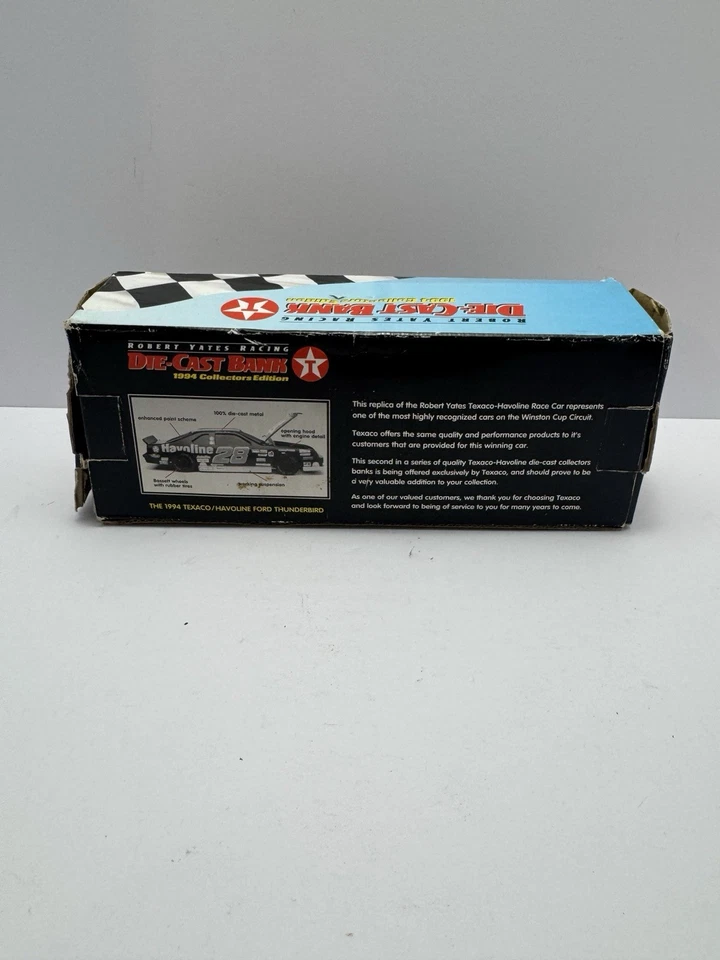 ROBERT YATES RACING
DIE-CAST BANK
1994 Collectors Edition
T
ROBERT YATES RACING
DIE-CAST BANK
1994 Collectors Edition
T
enhanced paint scheme
100% die-cast metal
opening hood
with engine detail
Havoline 28
Bassett wheels
with rubber tires
working suspension
THE 1994 TEXACO/HAVOLINE FORD THUNDERBIRD
This replica of the Robert Yates Texaco-Havoline Race Car represents
one of the most highly recognized cars on the Winston Cup Circuit.
Texaco offers the same quality and performance products to it's
customers that are provided for this winning car.
This second in a series of quality Texaco-Havoline die-cast collectors
banks is being offered exclusively by Texaco, and should prove to be
a very valuable addition to your collection.
As one of our valued customers, we thank you for choosing Texaco
and look forward to being of service to you for many years to come.